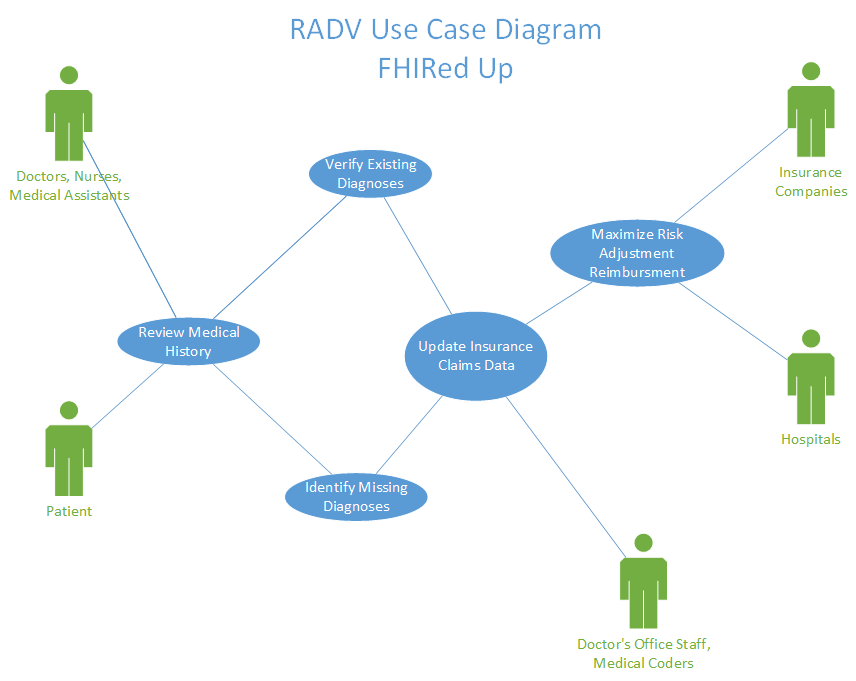 RADV Use Case Diagram
FHIRed Up
Doctors, Nurses,
Medical Assistants
Verify Existing
Diagnoses
Insurance
Companies
Maximize Risk
Adjustment
Reimbursment
Review Medical
History
Update Insurance
Claims Data
Hospitals
Patient
Identify Missing
Diagnoses
Doctor's Office Staff,
Medical Coders